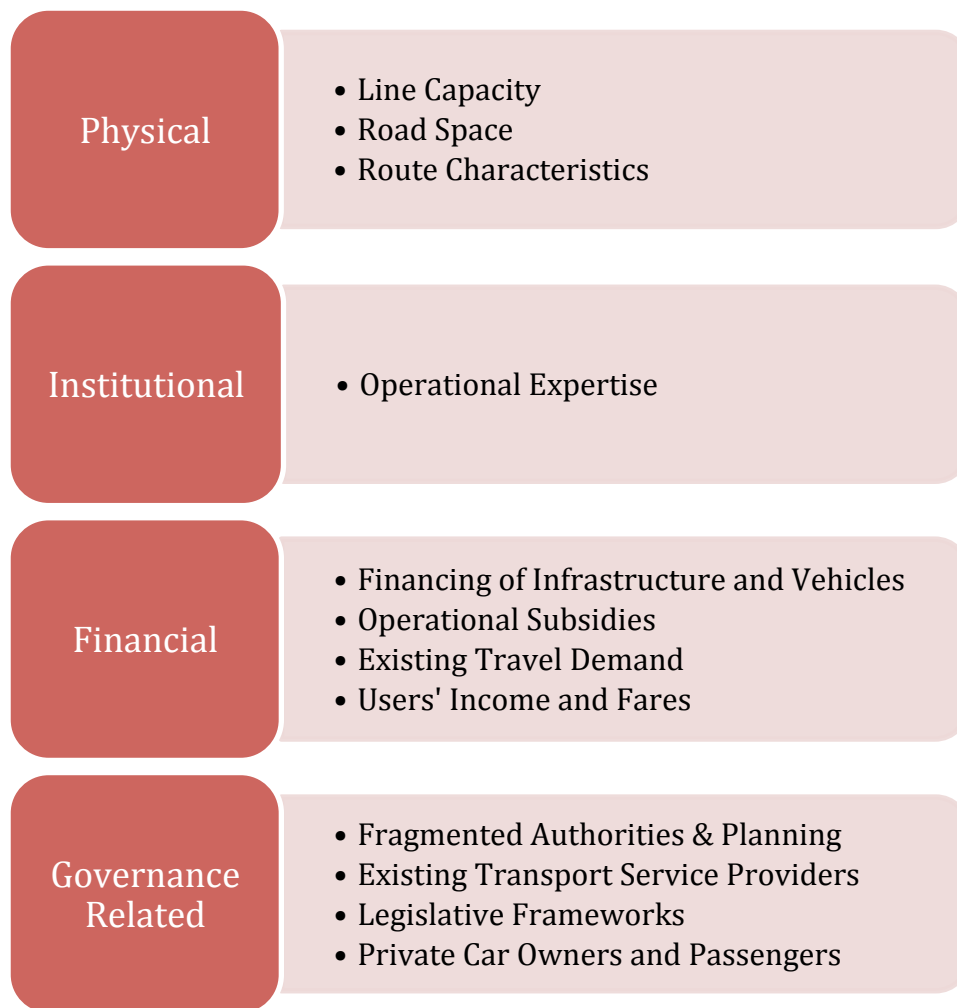 Physical
• Line Capacity
• Road Space
• Route Characteristics
Institutional
• Operational Expertise
Financial
• Financing of Infrastructure and Vehicles
• Operational Subsidies
• Existing Travel Demand
• Users' Income and Fares
Governance
Related
• Fragmented Authorities & Planning
• Existing Transport Service Providers
• Legislative Frameworks
• Private Car Owners and Passengers